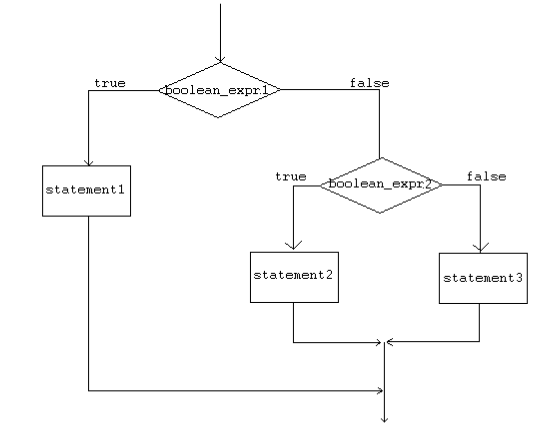 true
boolean_expr1
false
statement1
true
boolean_expr2
false
statement2
statement3